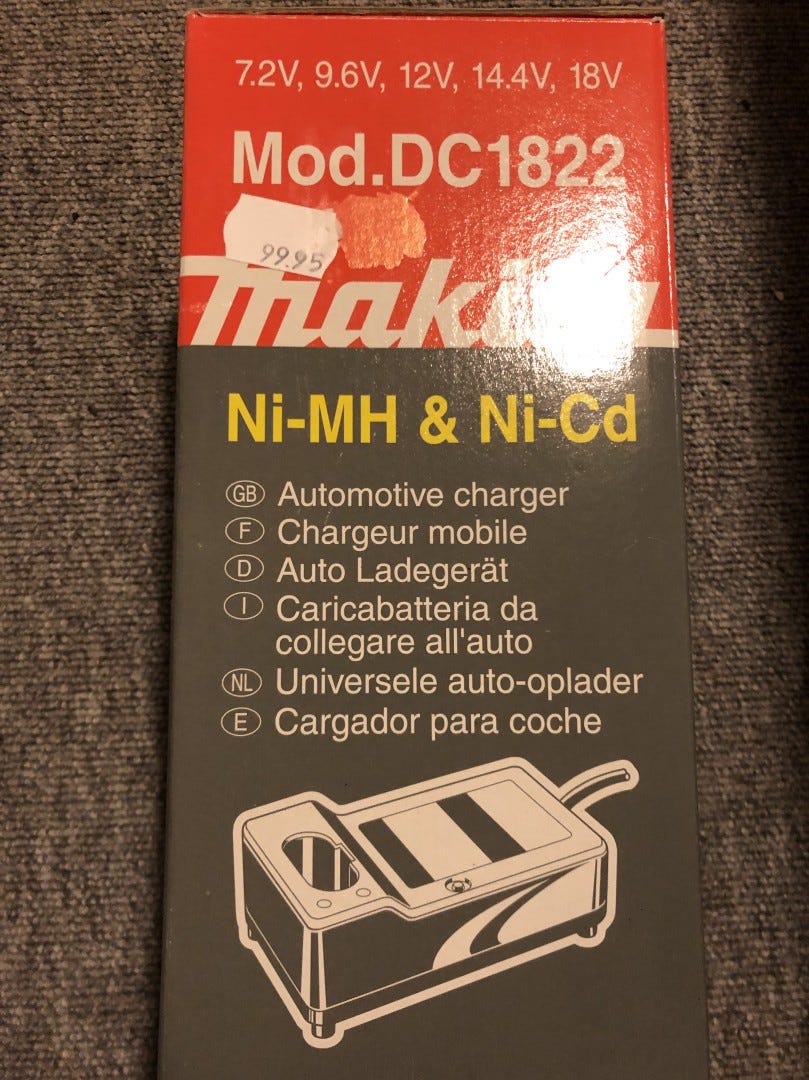 7.2V, 9.6V, 12V, 14.4V, 18V
Mod.DC1822
99.95
makita
Ni-MH & Ni-Cd
GB Automotive charger
F Chargeur mobile
D Auto Ladegerät
I Caricabatteria da
collegare all'auto
NL Universele auto-oplader
E Cargador para coche